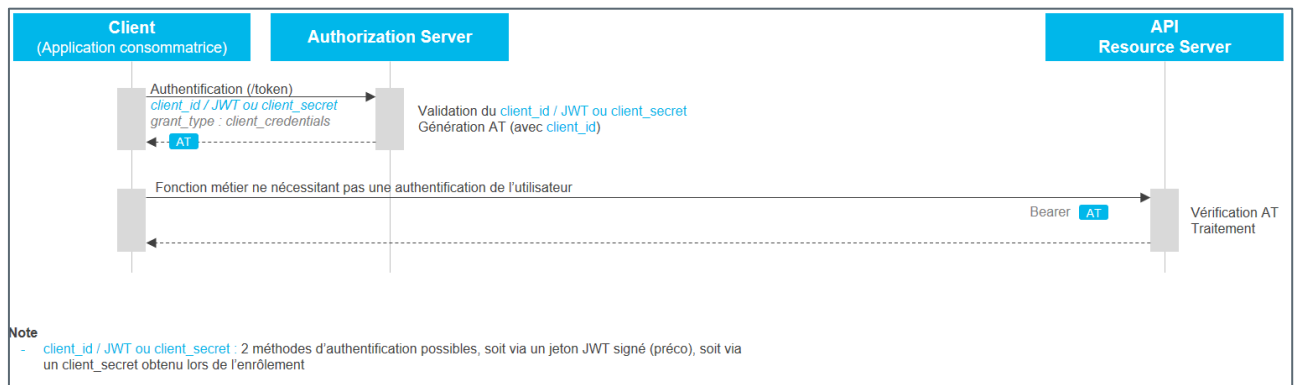 Client
(Application consommatrice)
Authorization Server
API
Resource Server
Authentification (/token)
client_id / JWT ou client_secret
grant_type : client_credentials
AT
Validation du client_id / JWT ou client_secret
Génération AT (avec client_id)
Fonction métier ne nécessitant pas une authentification de l'utilisateur
Bearer AT
Vérification AT
Traitement
Note
- client_id / JWT ou client_secret : 2 méthodes d'authentification possibles, soit via un jeton JWT signé (préco), soit via
un client_secret obtenu lors de l'enrôlement